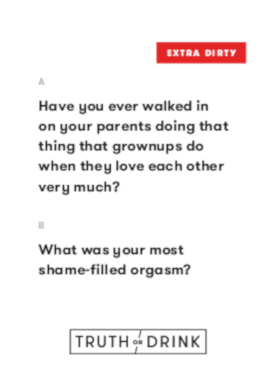 EXTRA DIRTY
A
Have you ever walked in
on your parents doing that
thing that grownups do
when they love each other
very much?
B
What was your most
shame-filled orgasm?
TRUTH OR DRINK